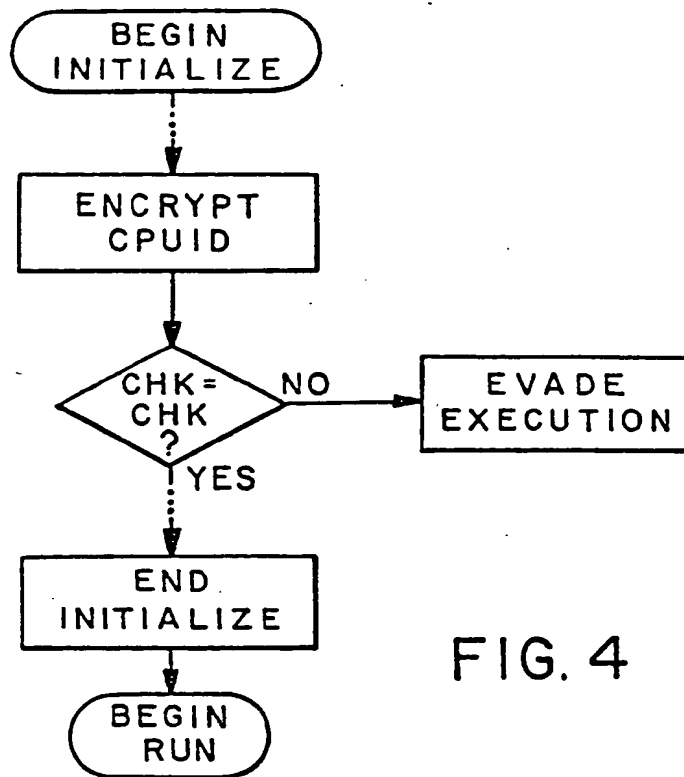 BEGIN
INITIALIZE
ENCRYPT
CPUID
CHK =
CHK
?
NO
EVADE
EXECUTION
YES
END
INITIALIZE
BEGIN
RUN
FIG. 4